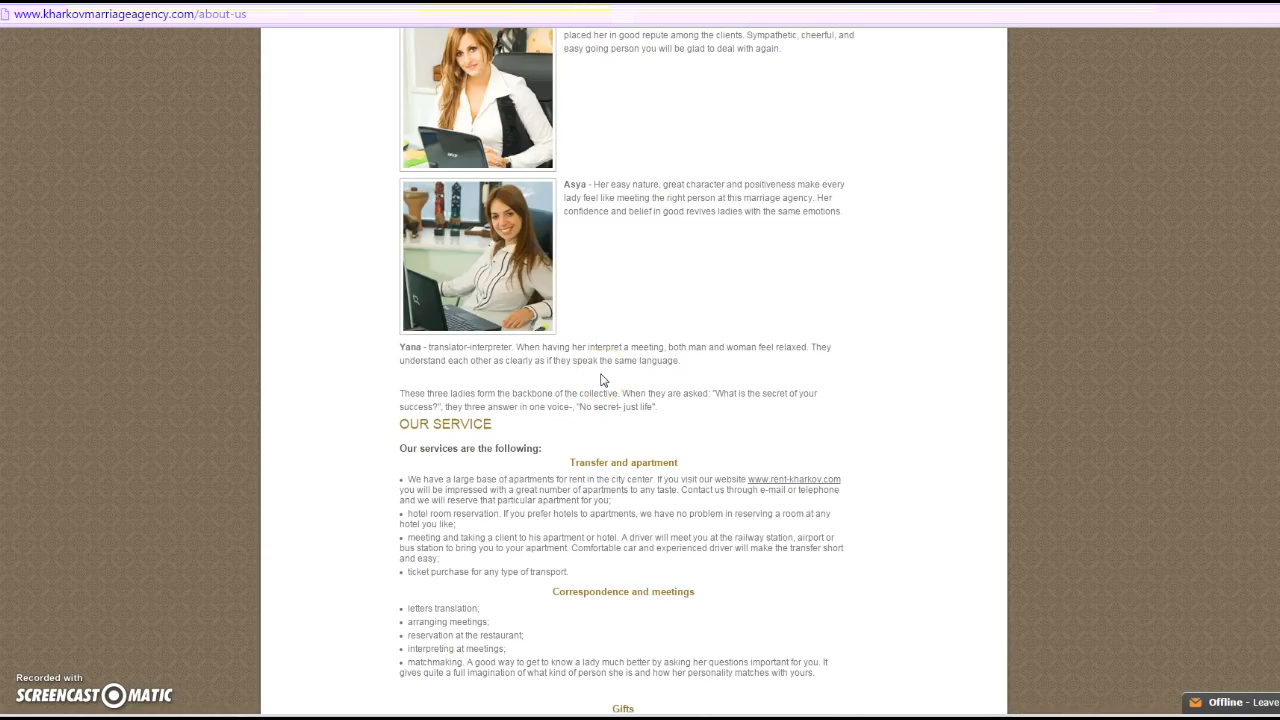 www.kharkovmarriageagency.com/about-us
placed her in good repute among the clients. Sympathetic, cheerful, and
easy going person you will be glad to deal with again.
acer
Asya - Her easy nature, great character and positiveness make every
lady feel like meeting the right person at this marriage agency. Her
confidence and belief in good revives ladies with the same emotions.
Yana - translator-interpreter. When having her interpret a meeting, both man and woman feel relaxed. They
understand each other as clearly as if they speak the same language.
These three ladies form the backbone of the collective. When they are asked: "What is the secret of your
success?", they three answer in one voice-, "No secret- just life".
OUR SERVICE
Our services are the following:
Transfer and apartment
• We have a large base of apartments for rent in the city center. If you visit our website www.rent-kharkov.com
you will be impressed with a great number of apartments to any taste. Contact us through e-mail or telephone
and we will reserve that particular apartment for you;
• hotel room reservation. If you prefer hotels to apartments, we have no problem in reserving a room at any
hotel you like;
• meeting and taking a client to his apartment or hotel. A driver will meet you at the railway station, airport or
bus station to bring you to your apartment. Comfortable car and experienced driver will make the transfer short
and easy;
• ticket purchase for any type of transport.
Correspondence and meetings
• letters translation;
• arranging meetings;
• reservation at the restaurant;
• interpreting at meetings;
• matchmaking. A good way to get to know a lady much better by asking her questions important for you. It
gives quite a full imagination of what kind of person she is and how her personality matches with yours.
Gifts
Recorded with
SCREENCAST MATIC
Offline - Leave